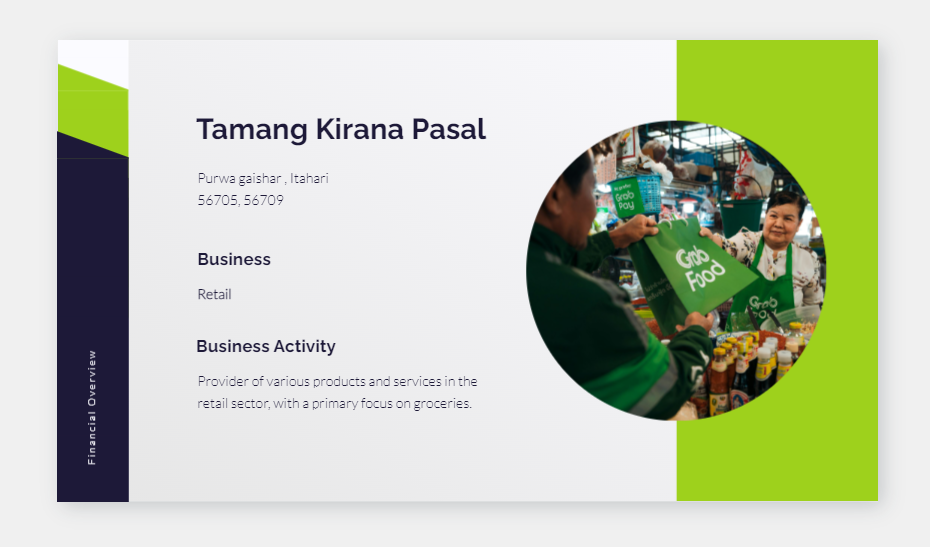 Tamang Kirana Pasal
Purwa gaishar , Itahari
56705, 56709
Business
Retail
Business Activity
Provider of various products and services in the
retail sector, with a primary focus on groceries.
Financial Overview
Grab
Pay
Grab
Food
Grab